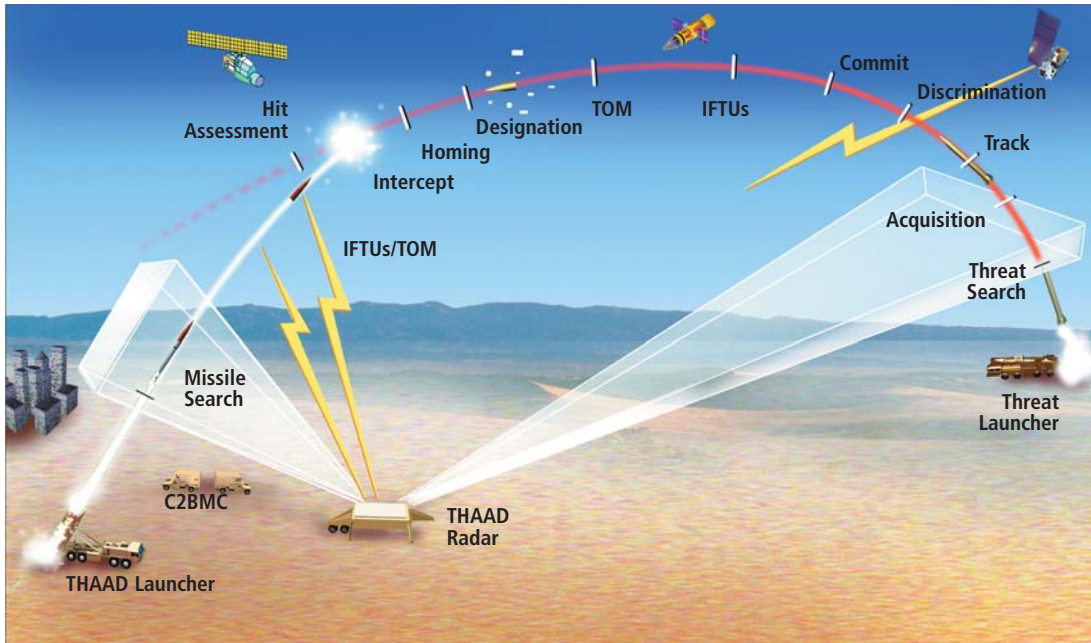 Commit
Discrimination
Hit
Assessment
Designation
TOM
IFTUs
Homing
Track
Intercept
Acquisition
IFTUs/TOM
Threat
Search
Missile
Search
Threat
Launcher
C2BMC
THAAD
Radar
THAAD Launcher